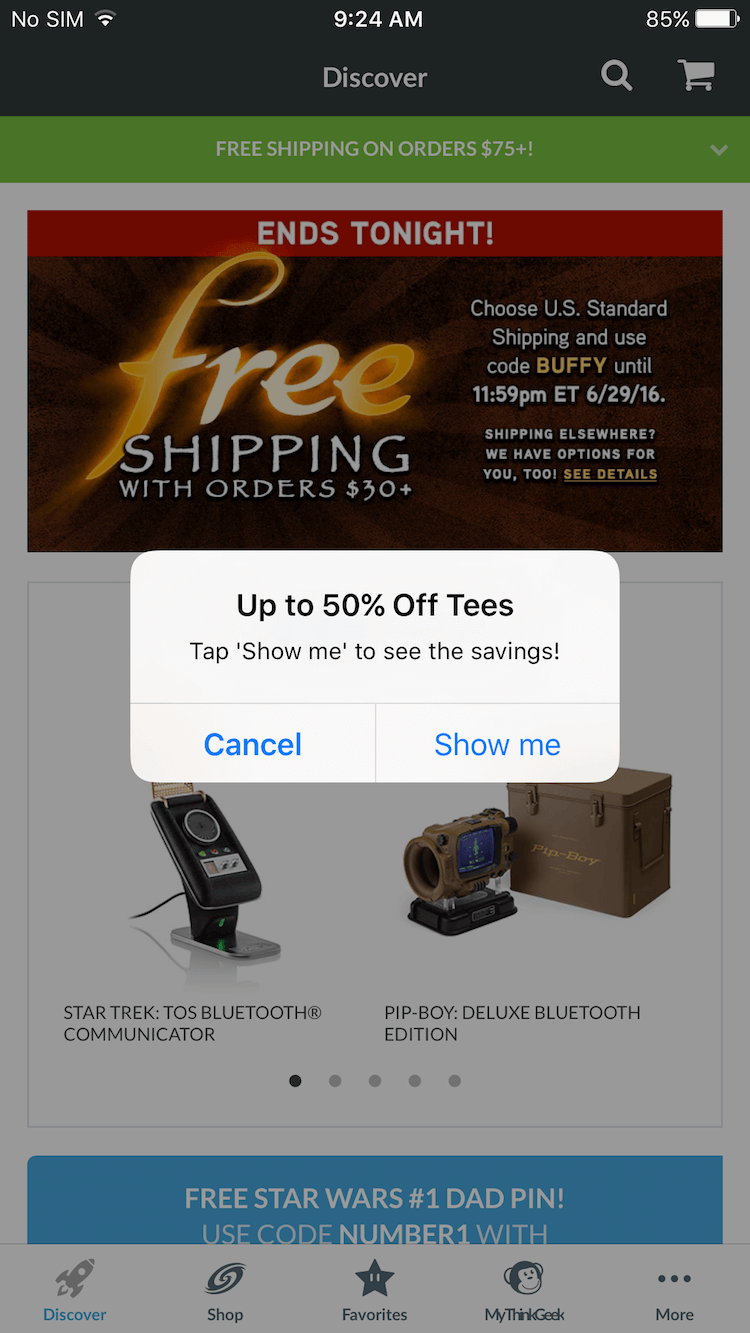 No SIM 9:24 AM 85%
Discover
FREE SHIPPING ON ORDERS $75+!
ENDS TONIGHT!
free
SHIPPING
WITH ORDERS $30+
Choose U.S. Standard
Shipping and use
code BUFFY until
11:59pm ET 6/29/16.
SHIPPING ELSEWHERE?
WE HAVE OPTIONS FOR
YOU, TOO! SEE DETAILS
Up to 50% Off Tees
Tap 'Show me' to see the savings!
Cancel Show me
Pip-Boy
STAR TREK: TOS BLUETOOTH®
COMMUNICATOR
PIP-BOY: DELUXE BLUETOOTH
EDITION
FREE STAR WARS #1 DAD PIN!
USE CODE NUMBER1 WITH
Discover Shop Favorites MyThinkGeek More